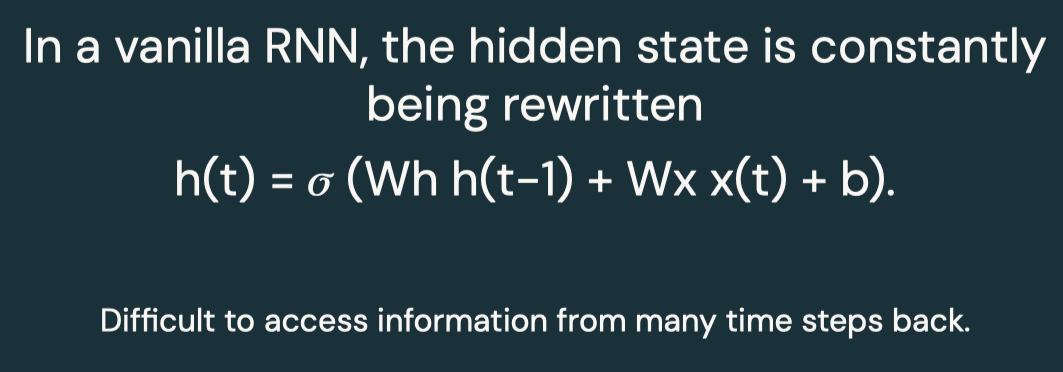 In a vanilla RNN, the hidden state is constantly
being rewritten
h(t) = σ (Wh h(t-1) + Wx x(t) + b).
Difficult to access information from many time steps back.